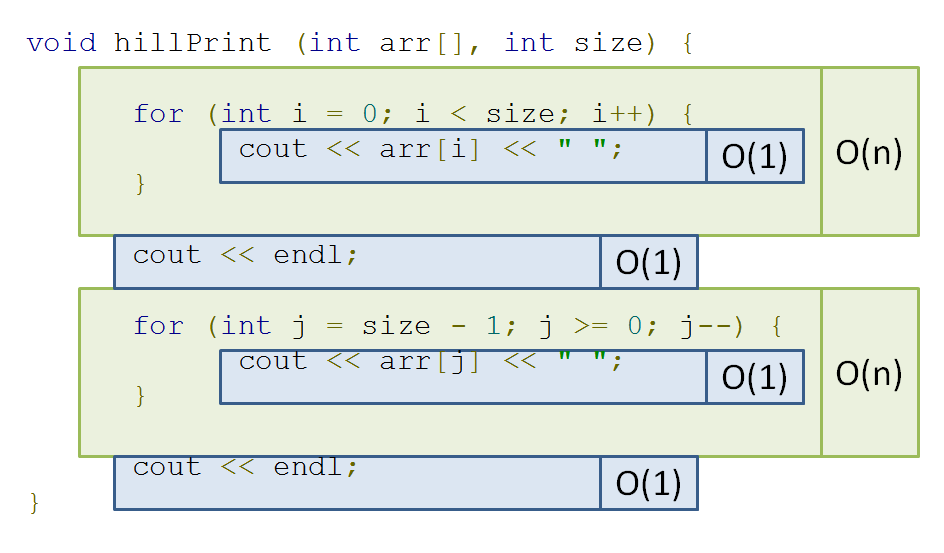 void hillPrint (int arr[], int size) {
for (int i = 0; i < size; i++) {
cout << arr[i] << " "; O(1) O(n)
}
cout << endl; O(1)
for (int j = size - 1; j >= 0; j--) {
cout << arr[j] << " "; O(1) O(n)
}
cout << endl; O(1)
}